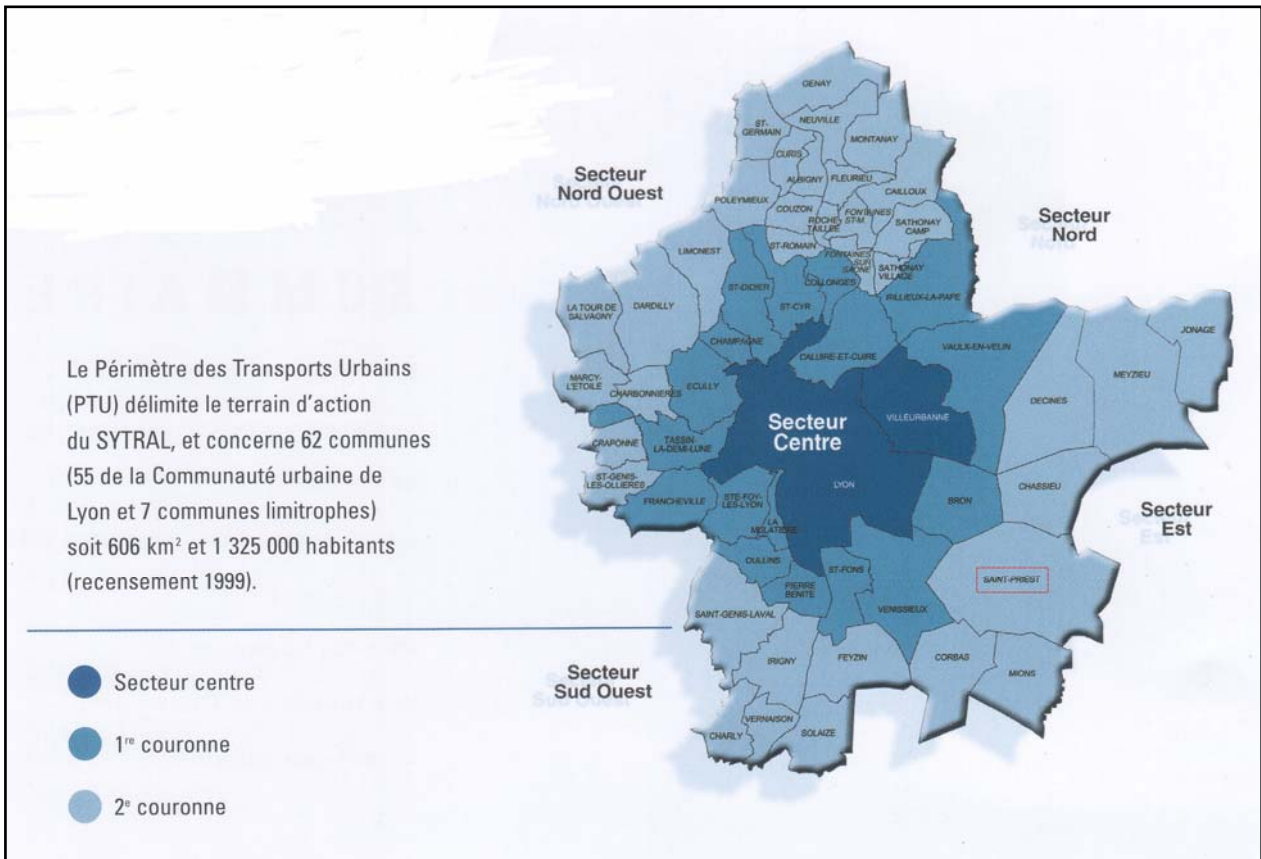 GENAY
NEUVILLE
ST-
GERMAIN
MONTANAY
CURIS
Secteur
Nord Ouest
AUBIGNY
FLEURIEU
CAILLOUX
POLEYMIEUX
COUZON
ROCHE
TAILLEE
FONTAINES
ST-M.
SATHONAY
CAMP
Secteur
Nord
LIMONEST
ST-ROMAIN
FONTAINES
SUR
SAONE
SATHONAY
VILLAGE
ST-DIDIER
COLLONGES
RILLIEUX-LA-PAPE
LA TOUR DE
SALVAGNY
DARDILLY
ST-CYR
JONAGE
CHAMPAGNE
CALUIRE-ET-CUIRE
VAULX-EN-VELIN
MEYZIEU
Le Périmètre des Transports Urbains
(PTU) délimite le terrain d'action
du SYTRAL, et concerne 62 communes
(55 de la Communauté urbaine de
Lyon et 7 communes limitrophes)
soit 606 km² et 1 325 000 habitants
(recensement 1999).
MARCY-
L'ETOILE
CHARBONNIERES
ECULLY
DECINES
Secteur
Centre
VILLEURBANNE
CRAPONNE
TASSIN-
LA-DEMI-LUNE
ST-GENIS-
LES-OLLIERES
LYON
CHASSIEU
FRANCHEVILLE
STE-FOY-
LES-LYON
BRON
Secteur
Est
LA
MULATIERE
OULLINS
ST-FONS
PIERRE
BENITE
SAINT-PRIEST
VENISSIEUX
SAINT-GENIS-LAVAL
IRIGNY
FEYZIN
CORBAS
MIONS
Secteur
Sud Ouest
VERNAISON
CHARLY
SOLAIZE
Secteur centre
1re couronne
2e couronne